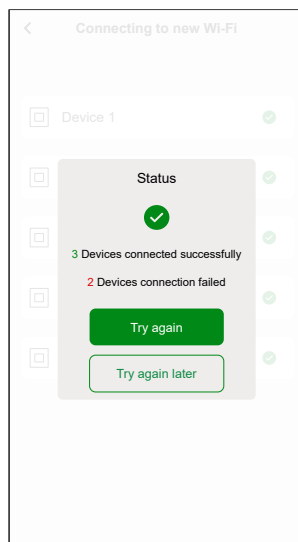 Connecting to new Wi-Fi
Device 1
Status
3 Devices connected successfully
2 Devices connection failed
Try again
Try again later